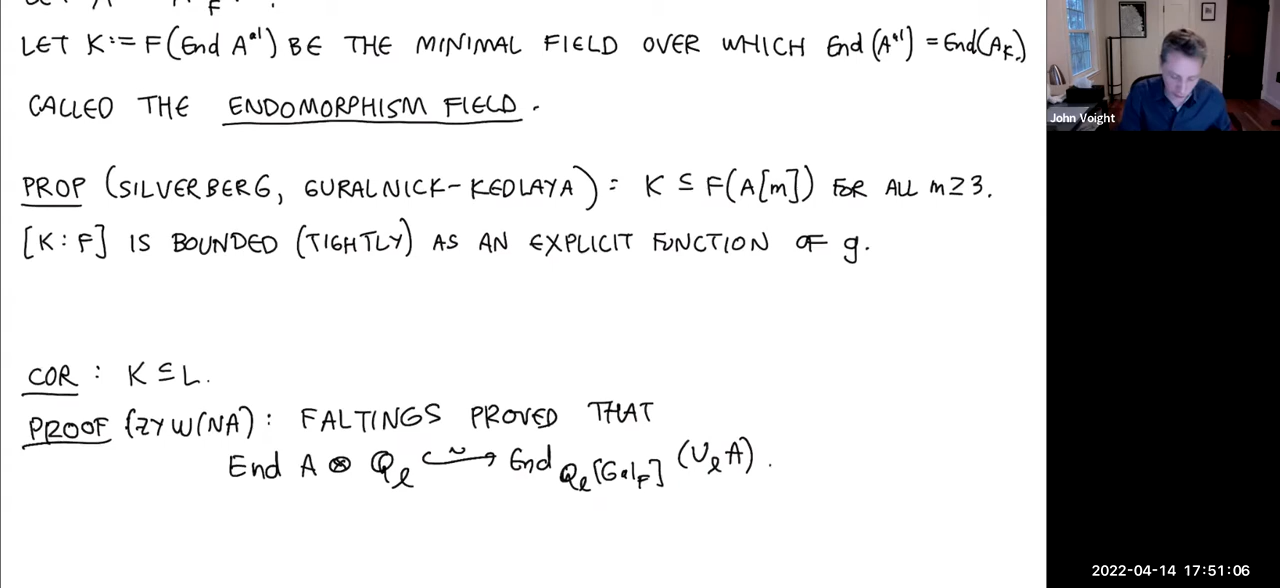 LET K := F(End Aᵃˡ) BE THE MINIMAL FIELD OVER WHICH End(Aᵃˡ) = End(A_K)
CALLED THE ENDOMORPHISM FIELD.
PROP (SILVERBERG, GURALNICK-KEDLAYA): K ⊆ F(A[m]) FOR ALL m≥3.
[K:F] IS BOUNDED (TIGHTLY) AS AN EXPLICIT FUNCTION OF g.
COR: K ⊆ L.
PROOF (ZYWINA): FALTINGS PROVED THAT
End A ⊗ Q_ℓ ⥲ End_{Q_ℓ[Gal_F]} (V_ℓ A).
John Voight
2022-04-14 17:51:06